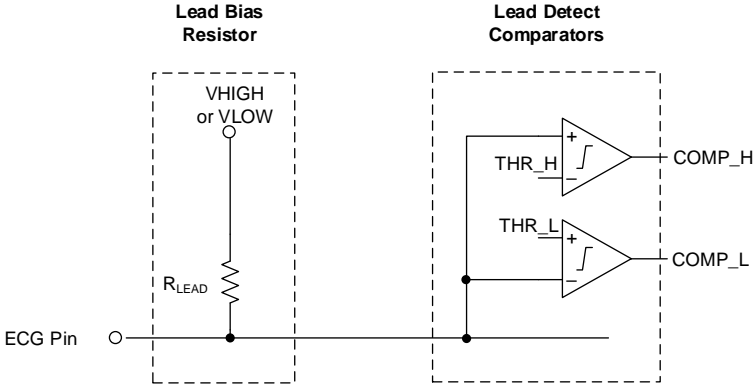 Lead Bias
Resistor
Lead Detect
Comparators
VHIGH
or VLOW
THR_H
+
−
COMP_H
THR_L
+
−
COMP_L
RLEAD
ECG Pin